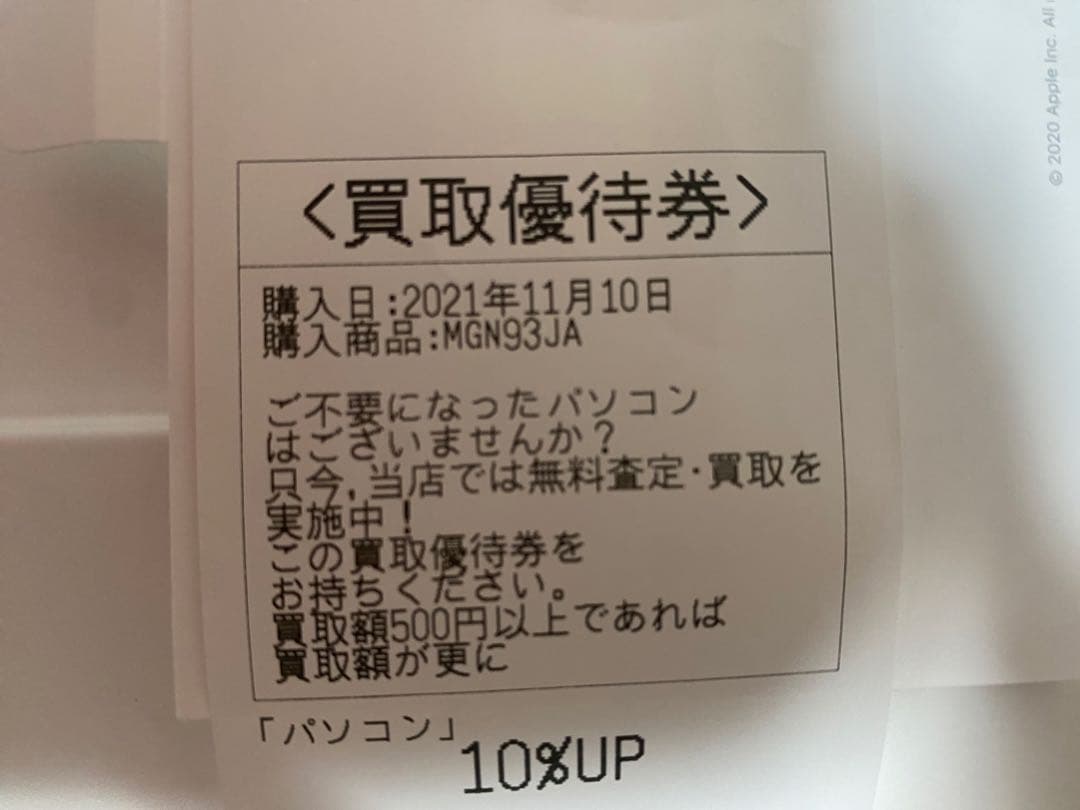 <買取優待券>
購入日:2021年11月10日
購入商品:MGN93JA
ご不要になったパソコン
はございませんか?
只今,当店では無料査定·買取を
実施中!
この買取優待券を
お持ちください。
買取額500円以上であれば
買取額が更に
「パソコン」
10%UP
© 2020 Apple Inc. All